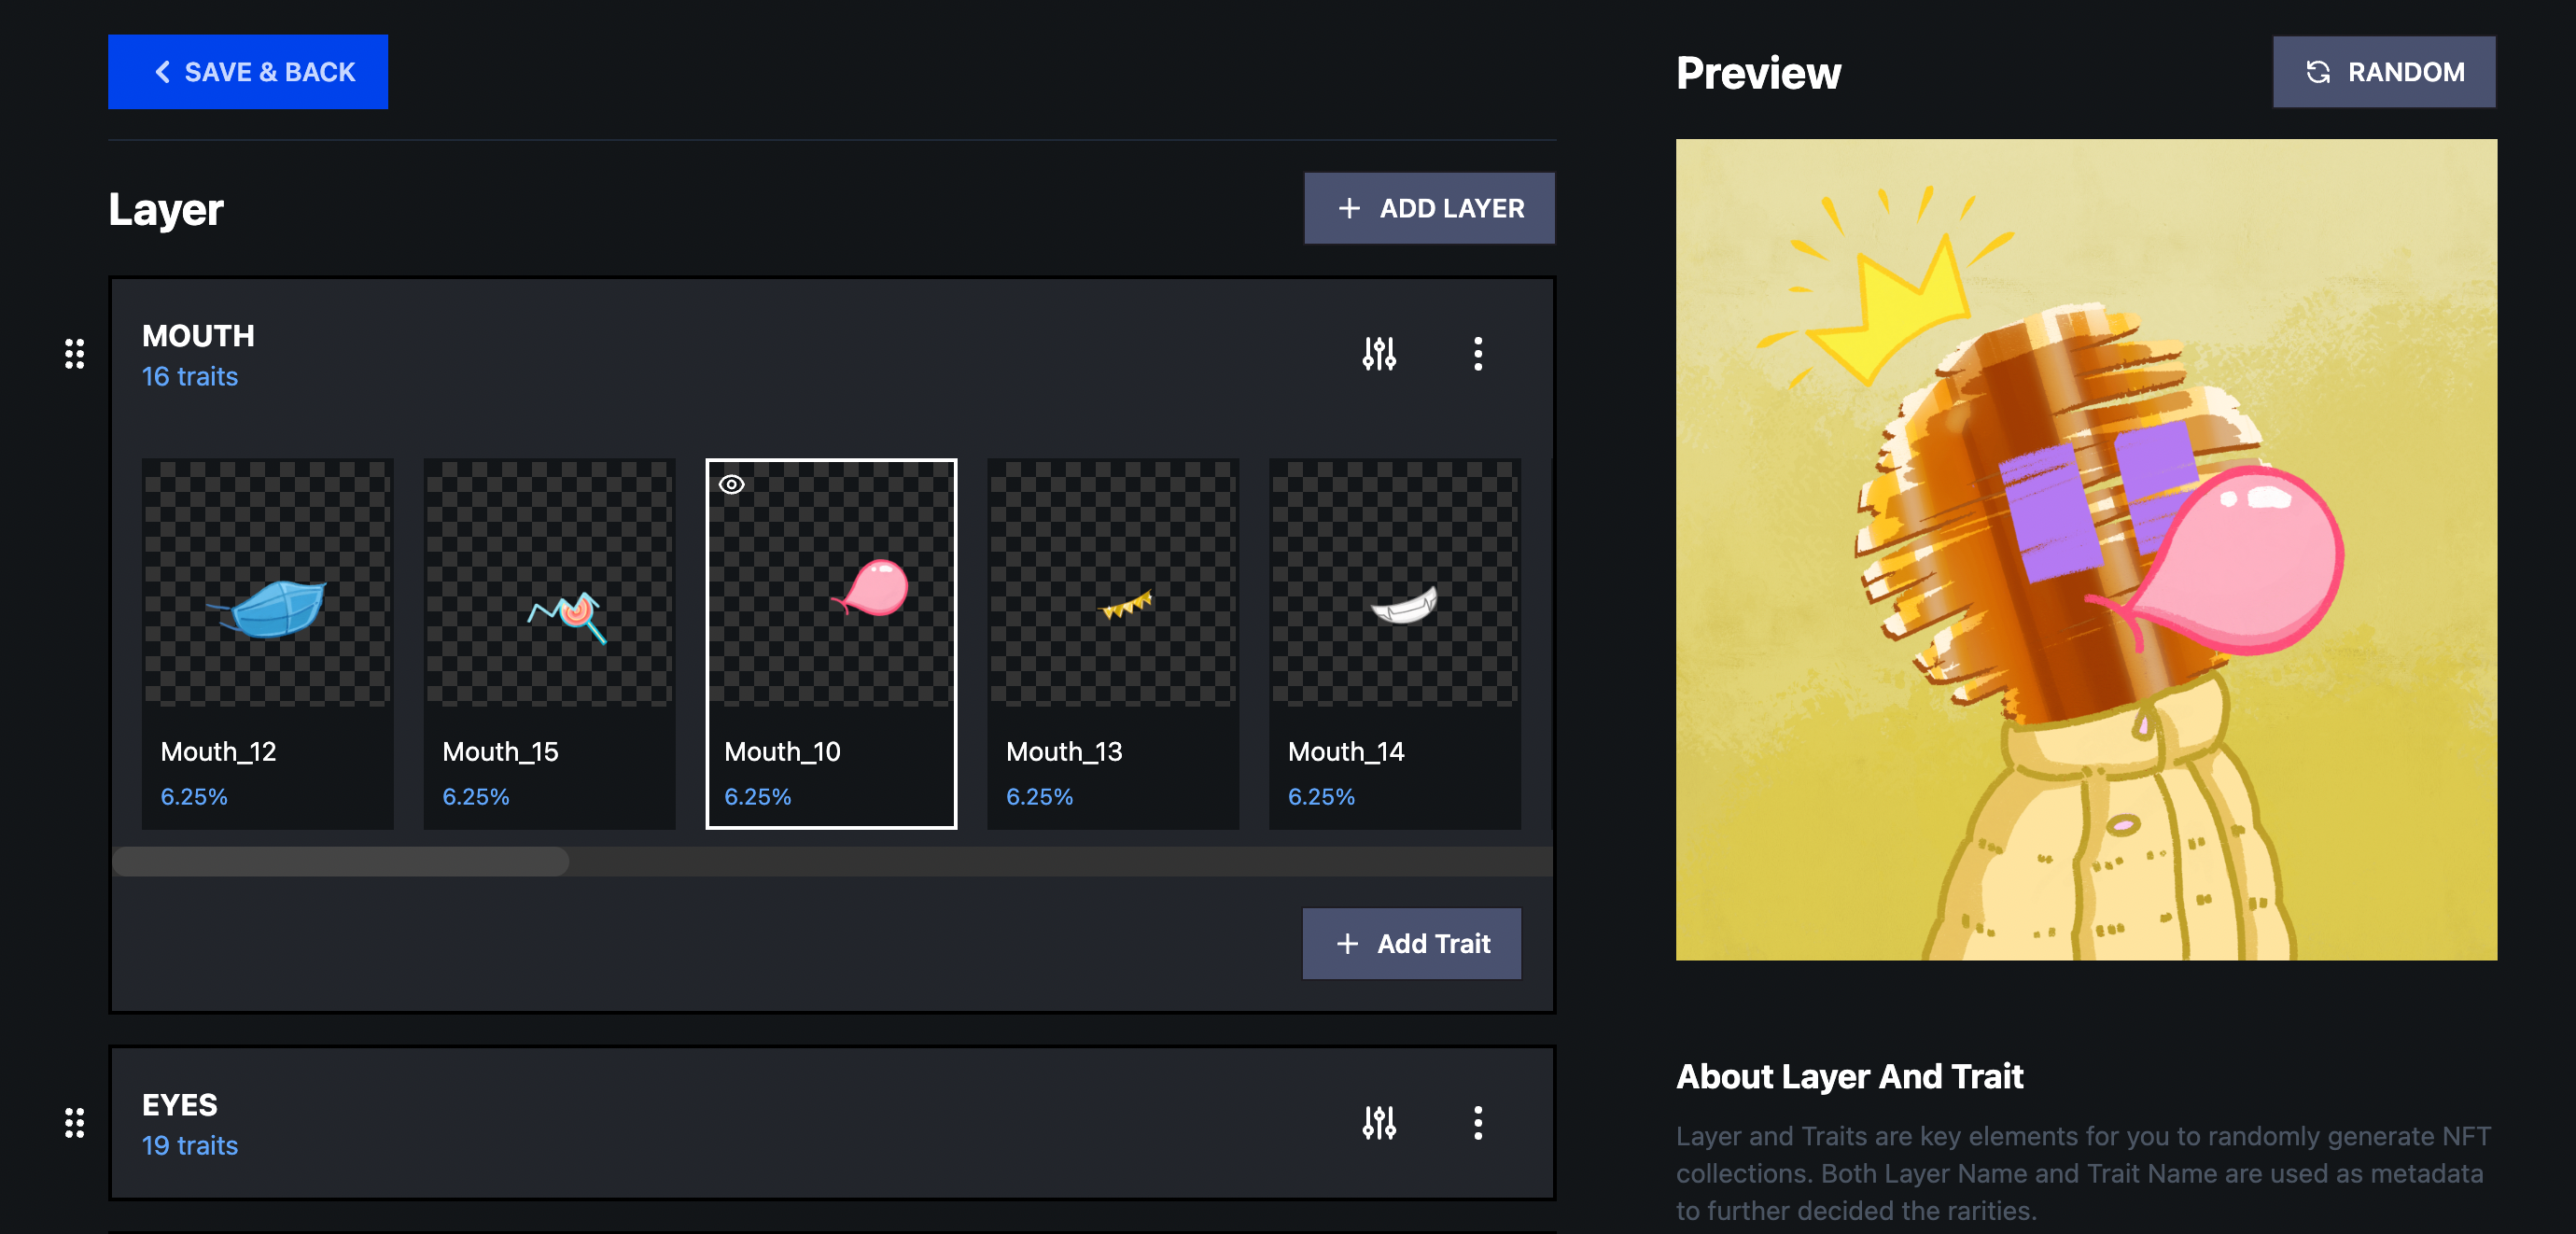 SAVE & BACK
Layer
ADD LAYER
MOUTH
16 traits
Mouth_12
6.25%
Mouth_15
6.25%
Mouth_10
6.25%
Mouth_13
6.25%
Mouth_14
6.25%
Add Trait
EYES
19 traits
Preview
RANDOM
About Layer And Trait
Layer and Traits are key elements for you to randomly generate NFT
collections. Both Layer Name and Trait Name are used as metadata
to further decided the rarities.